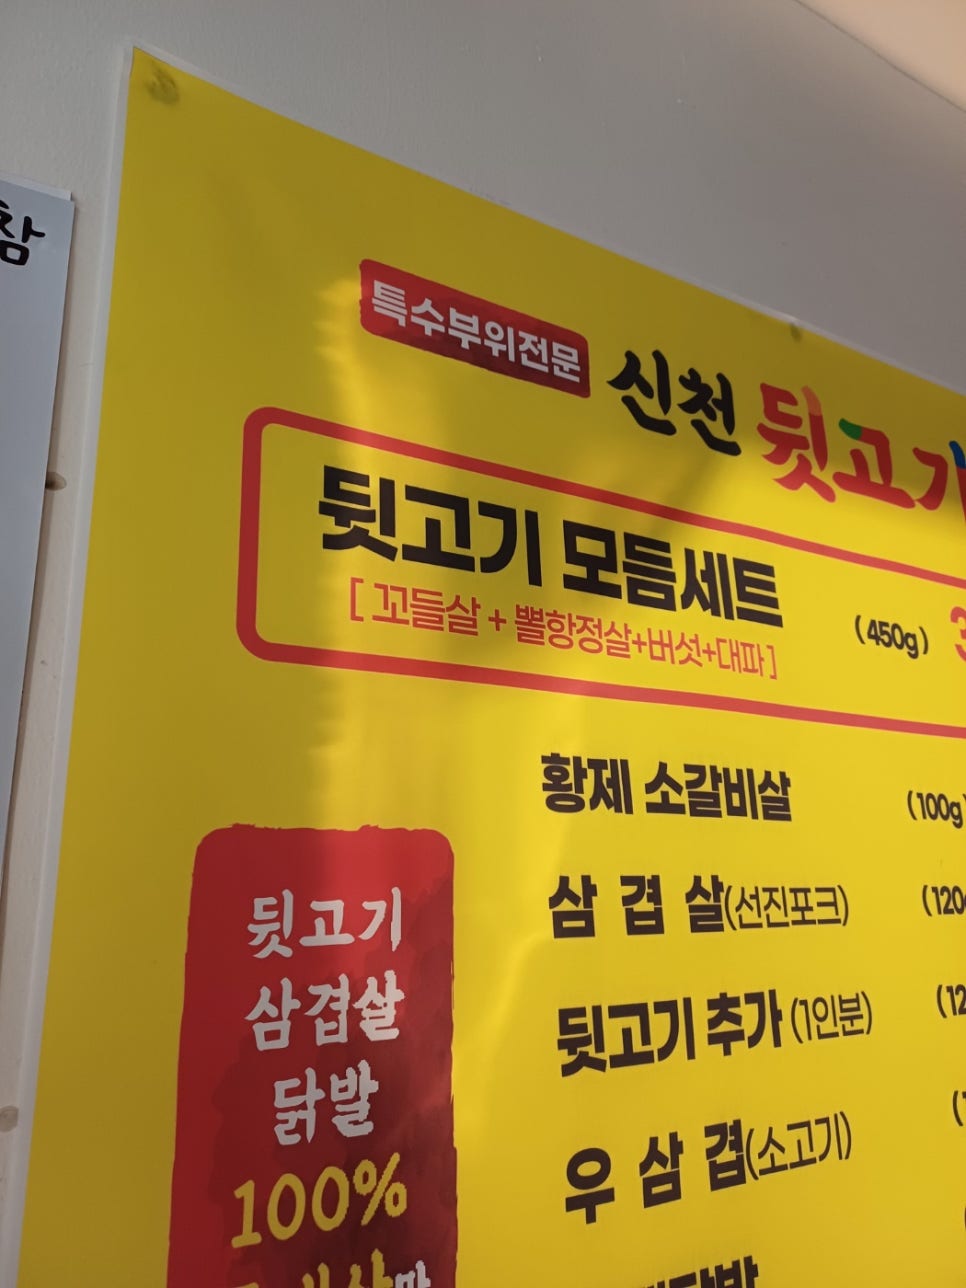 참
특수부위전문
신천 뒷고기
뒷고기 모듬세트 (450g)
[ 꼬들살 + 뽈항정살+버섯+대파 ]
황제 소갈비살 (100g)
삼 겹 살(선진포크) (120
뒷고기 추가 (1인분) (12
우 삼 겹(소고기)
뒷고기
삼겹살
닭발
100%